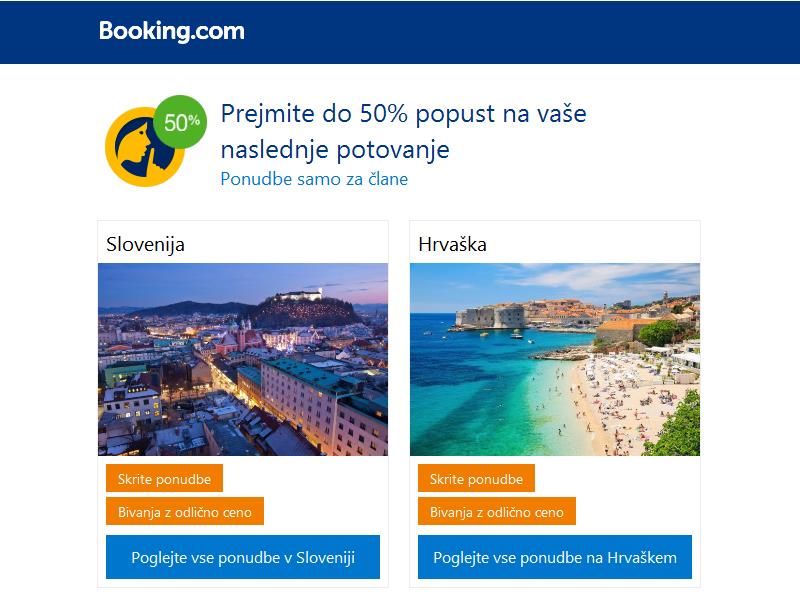 Booking.com
50%
Prejmite do 50% popust na vaše
naslednje potovanje
Ponudbe samo za člane
Slovenija
Hrvaška
Skrite ponudbe
Bivanja z odlično ceno
Poglejte vse ponudbe v Sloveniji
Skrite ponudbe
Bivanja z odlično ceno
Poglejte vse ponudbe na Hrvaškem